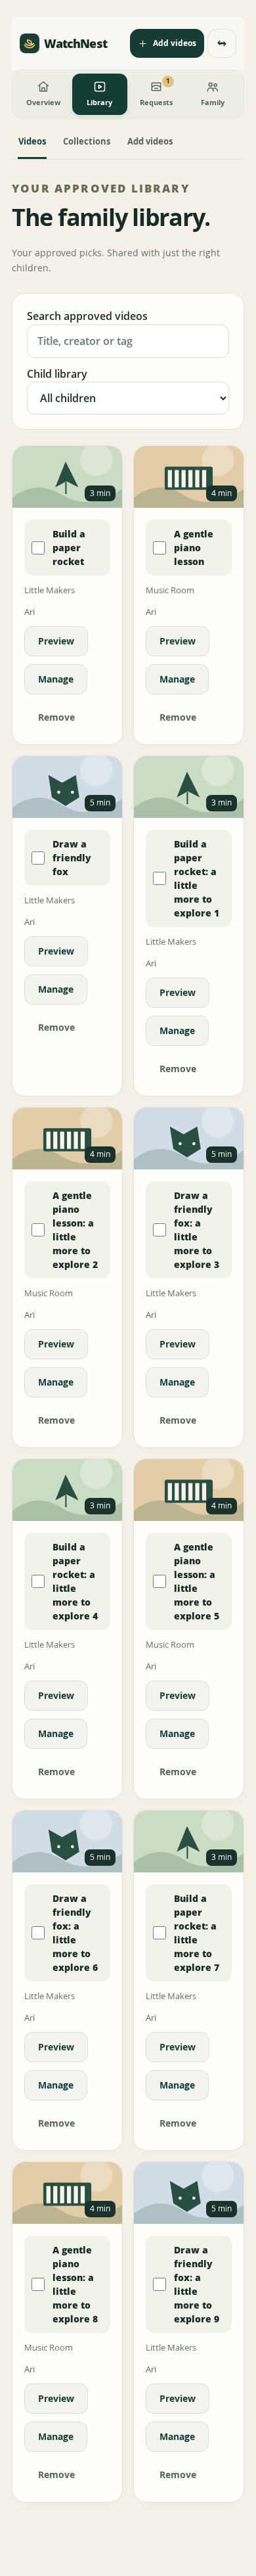 WatchNest
Add videos
Overview
Library
Requests
1
Family
Videos
Collections
Add videos
YOUR APPROVED LIBRARY
The family library.
Your approved picks. Shared with just the right
children.
Search approved videos
Title, creator or tag
Child library
All children
3 min
Build a
paper
rocket
Little Makers
Ari
Preview
Manage
Remove
4 min
A gentle
piano
lesson
Music Room
Ari
Preview
Manage
Remove
5 min
Draw a
friendly
fox
Little Makers
Ari
Preview
Manage
Remove
3 min
Build a
paper
rocket: a
little
more to
explore 1
Little Makers
Ari
Preview
Manage
Remove
4 min
A gentle
piano
lesson: a
little
more to
explore 2
Music Room
Ari
Preview
Manage
Remove
5 min
Draw a
friendly
fox: a
little
more to
explore 3
Little Makers
Ari
Preview
Manage
Remove
3 min
Build a
paper
rocket: a
little
more to
explore 4
Little Makers
Ari
Preview
Manage
Remove
4 min
A gentle
piano
lesson: a
little
more to
explore 5
Music Room
Ari
Preview
Manage
Remove
5 min
Draw a
friendly
fox: a
little
more to
explore 6
Little Makers
Ari
Preview
Manage
Remove
3 min
Build a
paper
rocket: a
little
more to
explore 7
Little Makers
Ari
Preview
Manage
Remove
4 min
A gentle
piano
lesson: a
little
more to
explore 8
Music Room
Ari
Preview
Manage
Remove
5 min
Draw a
friendly
fox: a
little
more to
explore 9
Little Makers
Ari
Preview
Manage
Remove